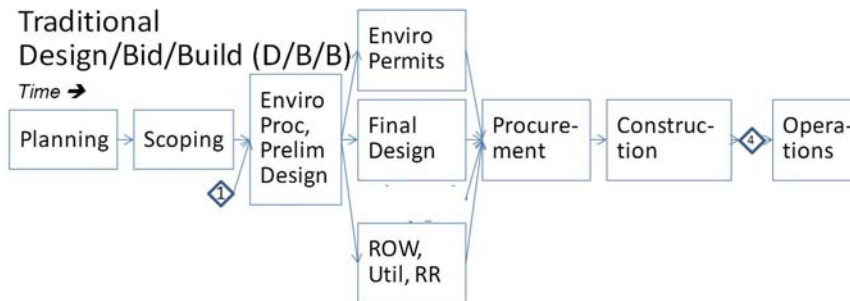 Traditional
Design/Bid/Build (D/B/B)
Time →
Planning
Scoping
1
Enviro
Proc,
Prelim
Design
Enviro
Permits
Final
Design
ROW,
Util, RR
Procure-
ment
Construc-
tion
4
Opera-
tions